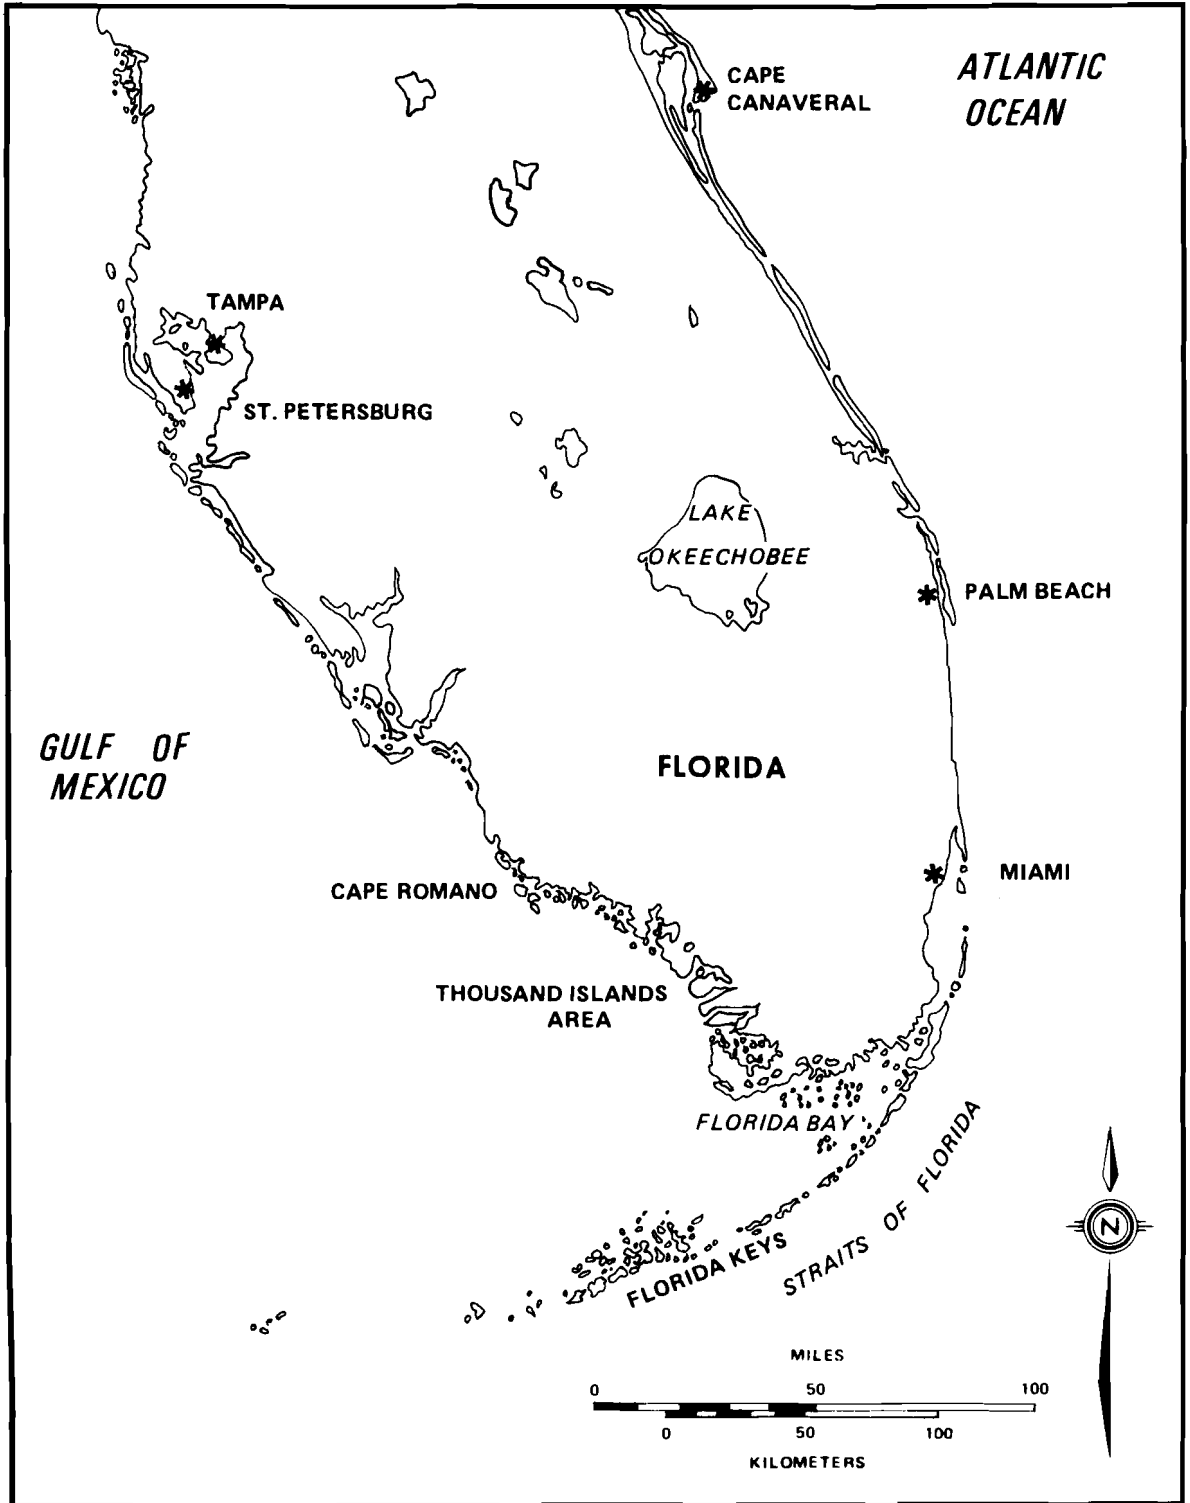 CAPE
CANAVERAL
ATLANTIC
OCEAN
TAMPA
ST. PETERSBURG
LAKE
OKEECHOBEE
PALM BEACH
GULF OF
MEXICO
FLORIDA
MIAMI
CAPE ROMANO
THOUSAND ISLANDS
AREA
FLORIDA BAY
STRAITS OF FLORIDA
FLORIDA KEYS
N
MILES
0 50 100
0 50 100
KILOMETERS